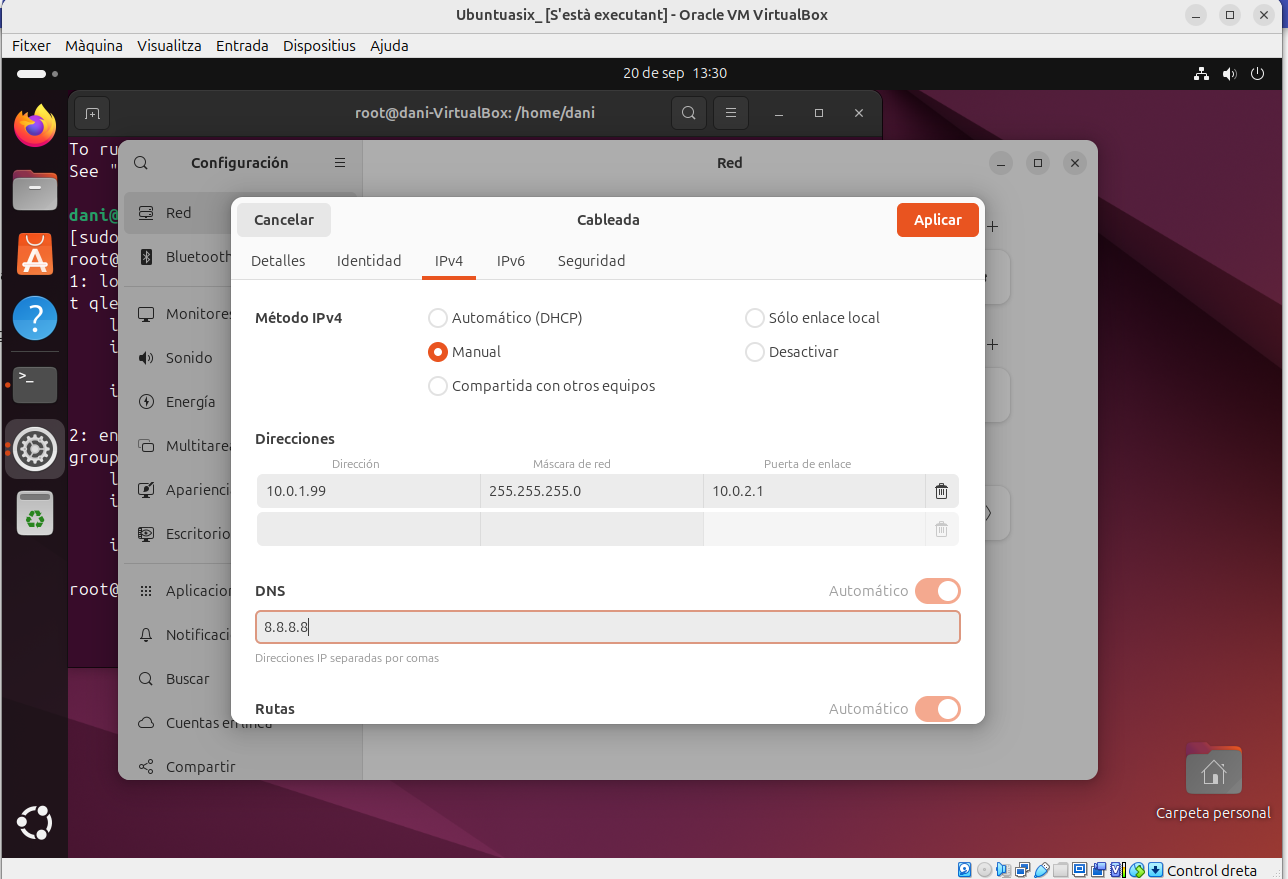 Ubuntuasix_ [S'està executant] - Oracle VM VirtualBox
Fitxer Màquina Visualitza Entrada Dispositius Ajuda
20 de sep 13:30
root@dani-VirtualBox: /home/dani
To ru
See "
dani@
[sudo
root@
1: lo
t qle
l
i
i
2: en
group
l
i
i
root@
Configuración
Red
Red
Bluetooth
Monitores
Sonido
Energía
Multitarea
Aparienci
Escritorio
Aplicacion
Notificaci
Buscar
Cuentas en línea
Compartir
Cancelar
Cableada
Aplicar
Detalles Identidad IPv4 IPv6 Seguridad
Método IPv4
Automático (DHCP)
Sólo enlace local
Manual
Desactivar
Compartida con otros equipos
Direcciones
Dirección Máscara de red Puerta de enlace
10.0.1.99 255.255.255.0 10.0.2.1
DNS
Automático
8.8.8.8
Direcciones IP separadas por comas
Rutas
Automático
Carpeta personal
Control dreta